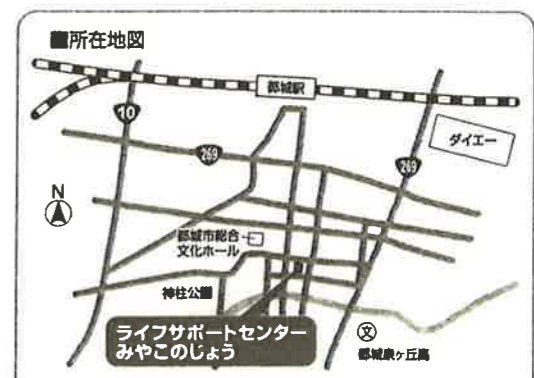 ■所在地図
都城駅
10
ダイエー
269
269
N
都城市総合
文化ホール
神柱公園
ライフサポートセンター
みやこのじょう
文
都城泉ヶ丘高